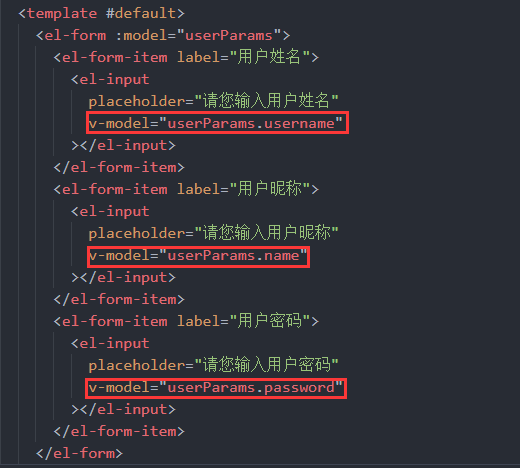 <template #default>
<el-form :model="userParams">
<el-form-item label="用户姓名">
<el-input
placeholder="请您输入用户姓名"
v-model="userParams.username"
></el-input>
</el-form-item>
<el-form-item label="用户昵称">
<el-input
placeholder="请您输入用户昵称"
v-model="userParams.name"
></el-input>
</el-form-item>
<el-form-item label="用户密码">
<el-input
placeholder="请您输入用户密码"
v-model="userParams.password"
></el-input>
</el-form-item>
</el-form>